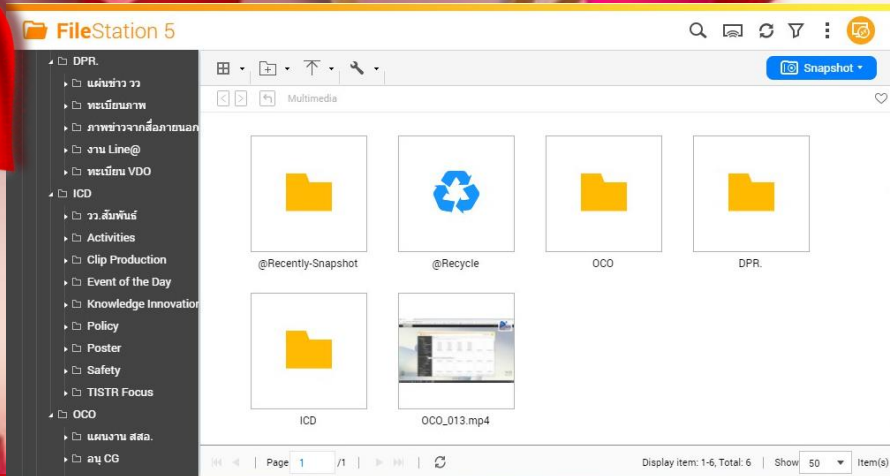 FileStation 5
DPR.
แผ่นข่าว วว
ทะเบียนภาพ
ภาพข่าวจากสื่อภายนอก
งาน Line@
ทะเบียน VDO
ICD
วว.สัมพันธ์
Activities
Clip Production
Event of the Day
Knowledge Innovation
Policy
Poster
Safety
TISTR Focus
OCO
แผนงาน สสอ.
อนุ CG
Snapshot
Multimedia
@Recently-Snapshot
@Recycle
OCO
DPR.
ICD
OCO_013.mp4
Page 1 /1
Display item: 1-6, Total: 6 | Show 50 Item(s)